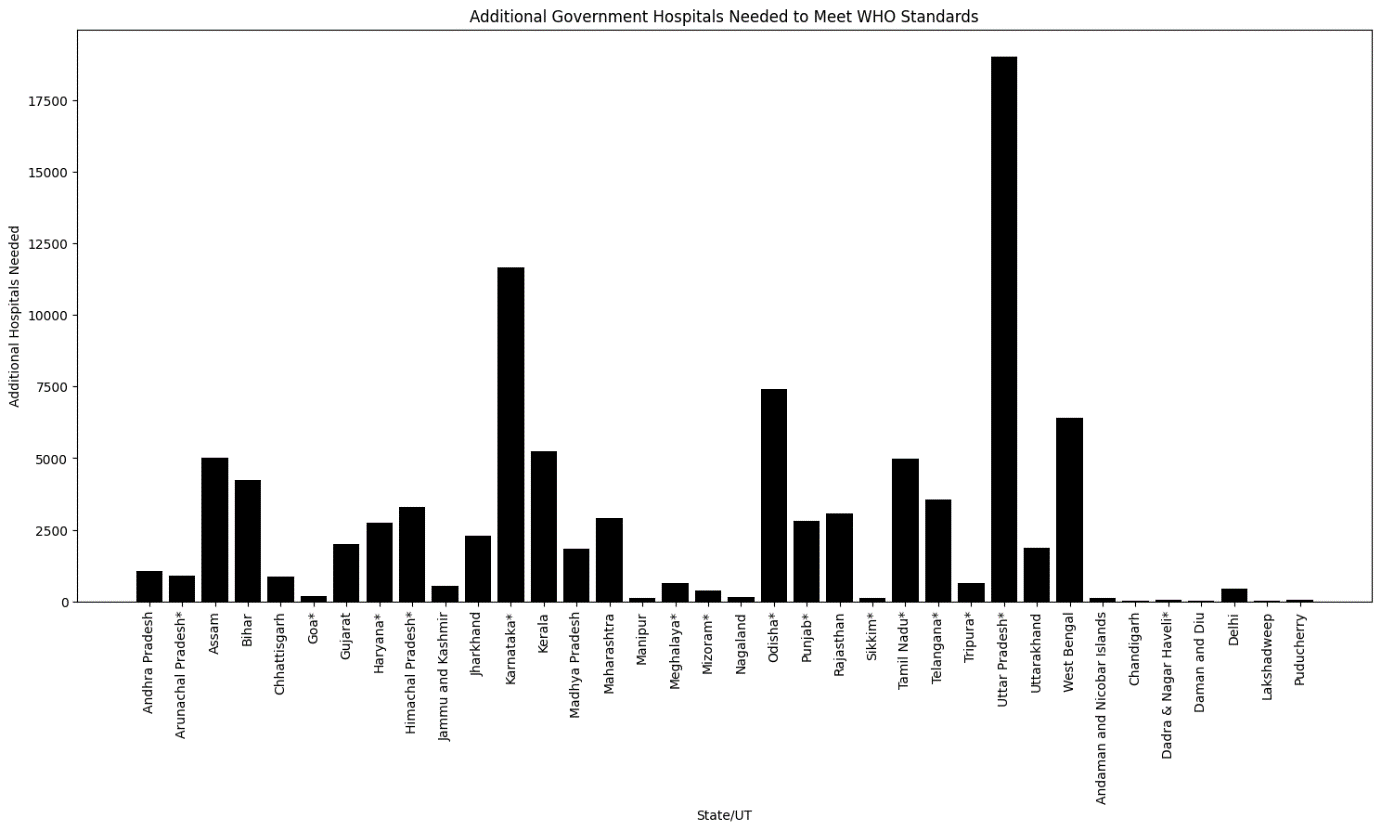 Additional Government Hospitals Needed to Meet WHO Standards
Additional Hospitals Needed
17500
15000
12500
10000
7500
5000
2500
0
Andhra Pradesh
Arunachal Pradesh*
Assam
Bihar
Chhattisgarh
Goa*
Gujarat
Haryana*
Himachal Pradesh*
Jammu and Kashmir
Jharkhand
Karnataka*
Kerala
Madhya Pradesh
Maharashtra
Manipur
Meghalaya*
Mizoram*
Nagaland
Odisha*
Punjab*
Rajasthan
Sikkim*
Tamil Nadu*
Telangana*
Tripura*
Uttar Pradesh*
Uttarakhand
West Bengal
Andaman and Nicobar Islands
Chandigarh
Dadra & Nagar Haveli*
Daman and Diu
Delhi
Lakshadweep
Puducherry
State/UT